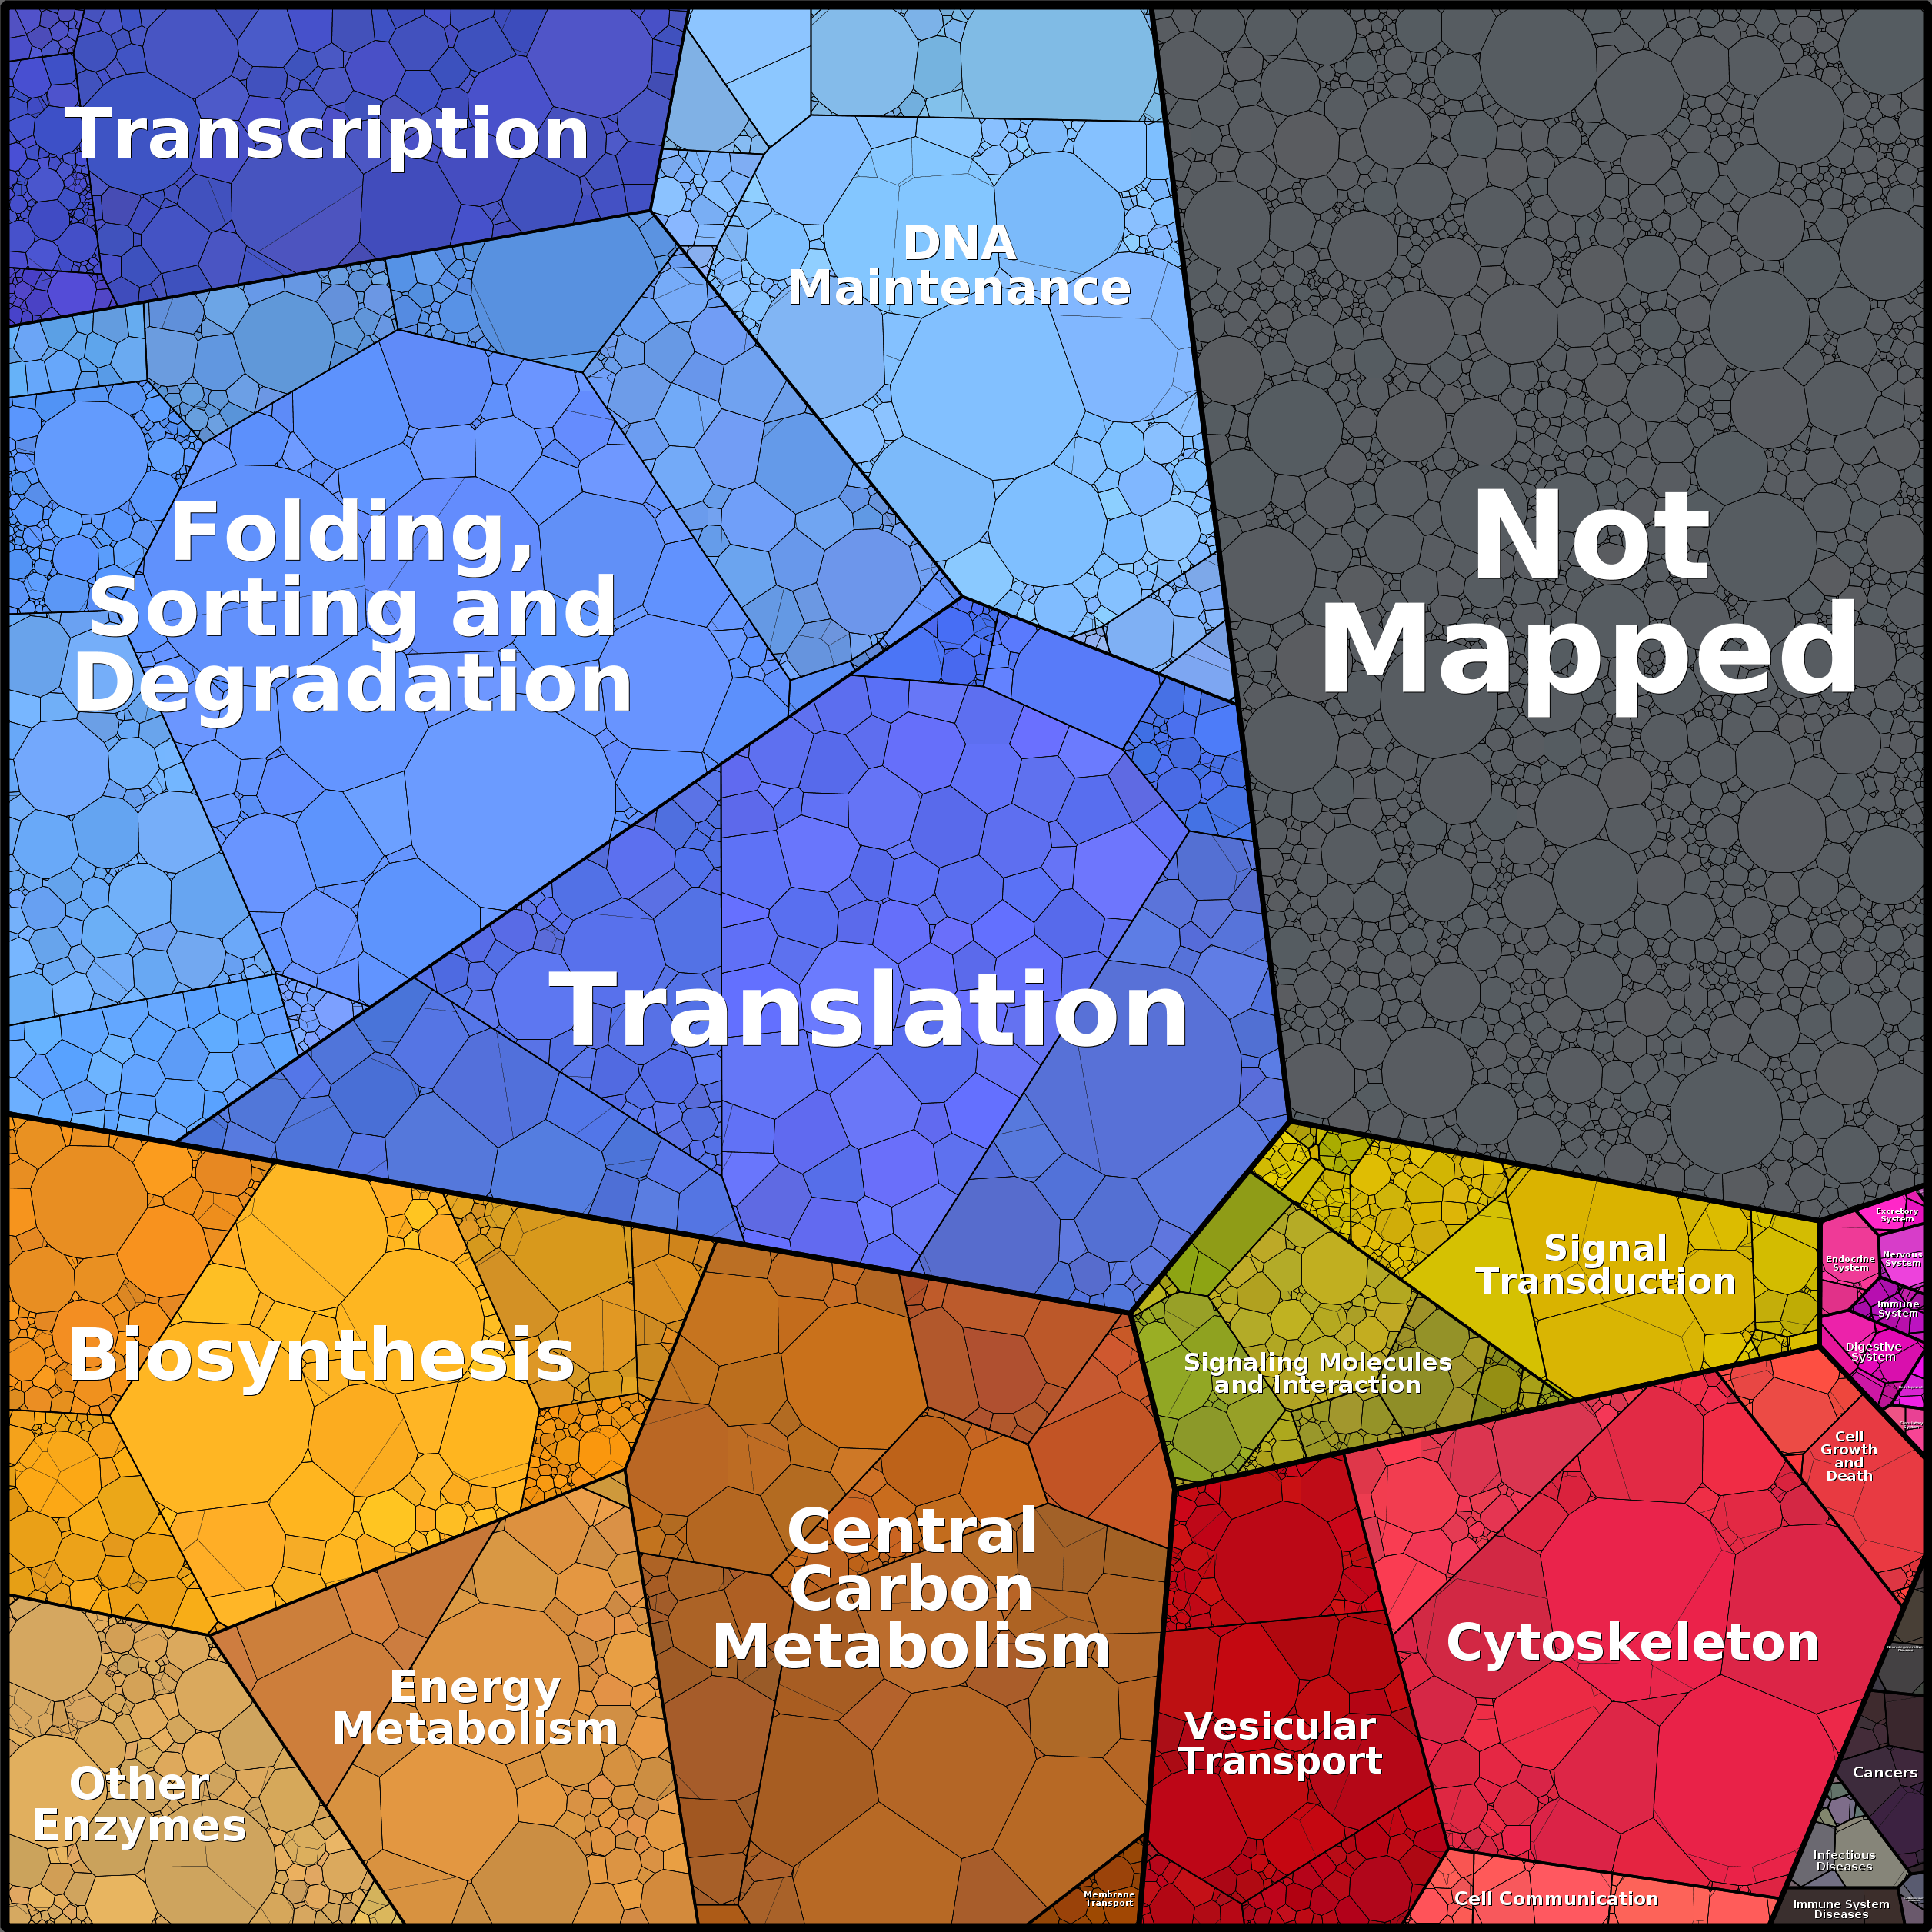 Transcription
DNA
Maintenance
Folding,
Sorting and
Degradation
Not
Mapped
Translation
Biosynthesis
Signal
Transduction
Signaling Molecules
and Interaction
Excretory
System
Endocrine
System
Nervous
System
Immune
System
Digestive
System
Central
Carbon
Metabolism
Energy
Metabolism
Other
Enzymes
Membrane
Transport
Vesicular
Transport
Cytoskeleton
Cell
Growth
and
Death
Cell Communication
Cancers
Infectious
Diseases
Immune System
Diseases